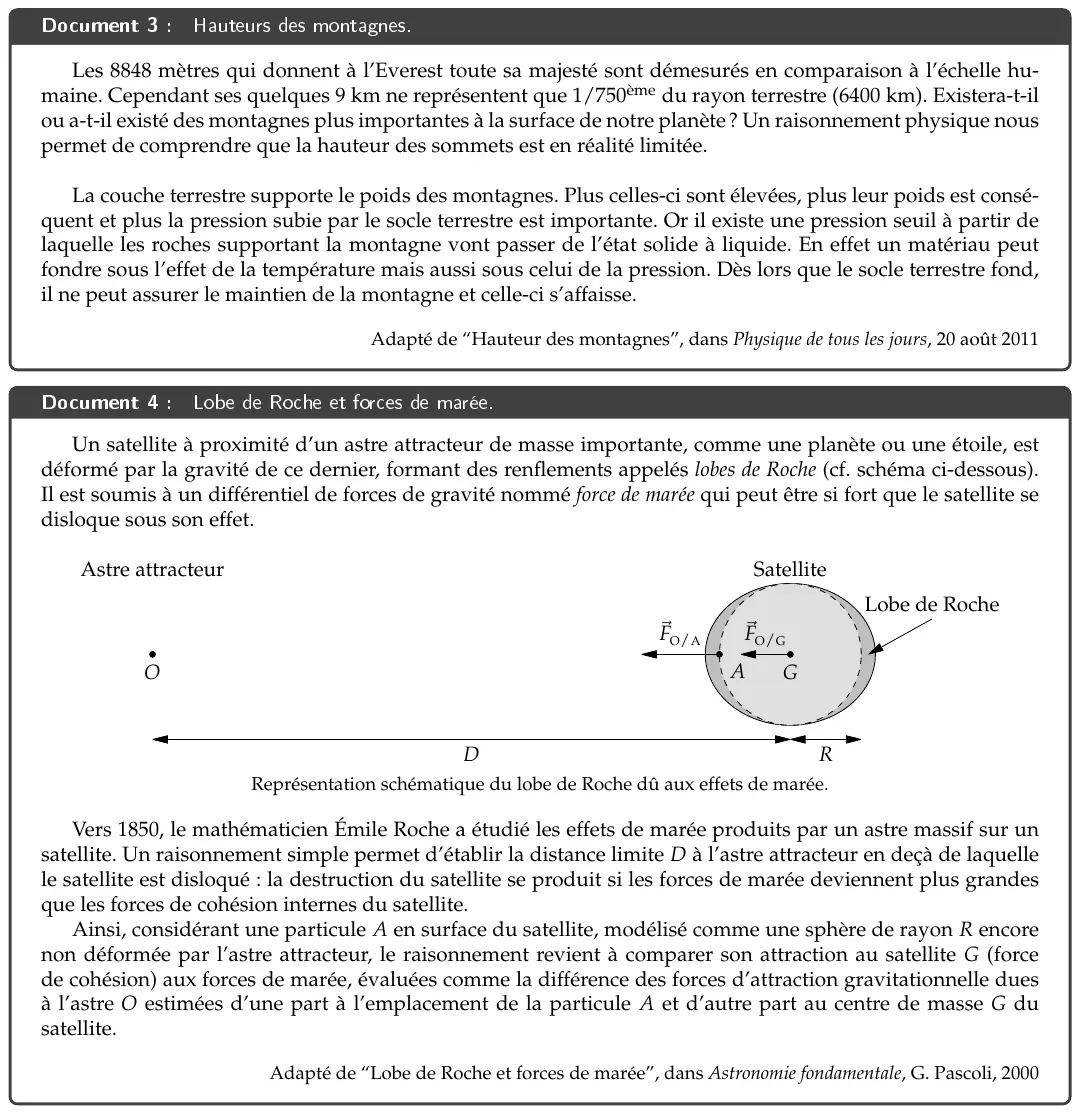 Document 3 : Hauteurs des montagnes.
Les 8848 mètres qui donnent à l’Everest toute sa majesté sont démesurés en comparaison à l’échelle hu-
maine. Cependant ses quelques 9 km ne représentent que 1/750ème du rayon terrestre (6400 km). Existera-t-il
ou a-t-il existé des montagnes plus importantes à la surface de notre planète ? Un raisonnement physique nous
permet de comprendre que la hauteur des sommets est en réalité limitée.
La couche terrestre supporte le poids des montagnes. Plus celles-ci sont élevées, plus leur poids est consé-
quent et plus la pression subie par le socle terrestre est importante. Or il existe une pression seuil à partir de
laquelle les roches supportant la montagne vont passer de l’état solide à liquide. En effet un matériau peut
fondre sous l’effet de la température mais aussi sous celui de la pression. Dès lors que le socle terrestre fond,
il ne peut assurer le maintien de la montagne et celle-ci s’affaisse.
Adapté de “Hauteur des montagnes”, dans Physique de tous les jours, 20 août 2011
Document 4 : Lobe de Roche et forces de marée.
Un satellite à proximité d’un astre attracteur de masse importante, comme une planète ou une étoile, est
déformé par la gravité de ce dernier, formant des renflements appelés lobes de Roche (cf. schéma ci-dessous).
Il est soumis à un différentiel de forces de gravité nommé force de marée qui peut être si fort que le satellite se
disloque sous son effet.
Astre attracteur
Satellite
Lobe de Roche
F⃗O/A
F⃗O/G
O
A
G
D
R
Représentation schématique du lobe de Roche dû aux effets de marée.
Vers 1850, le mathématicien Émile Roche a étudié les effets de marée produits par un astre massif sur un
satellite. Un raisonnement simple permet d’établir la distance limite D à l’astre attracteur en deçà de laquelle
le satellite est disloqué : la destruction du satellite se produit si les forces de marée deviennent plus grandes
que les forces de cohésion internes du satellite.
Ainsi, considérant une particule A en surface du satellite, modélisé comme une sphère de rayon R encore
non déformée par l’astre attracteur, le raisonnement revient à comparer son attraction au satellite G (force
de cohésion) aux forces de marée, évaluées comme la différence des forces d’attraction gravitationnelle dues
à l’astre O estimées d’une part à l’emplacement de la particule A et d’autre part au centre de masse G du
satellite.
Adapté de “Lobe de Roche et forces de marée”, dans Astronomie fondamentale, G. Pascoli, 2000